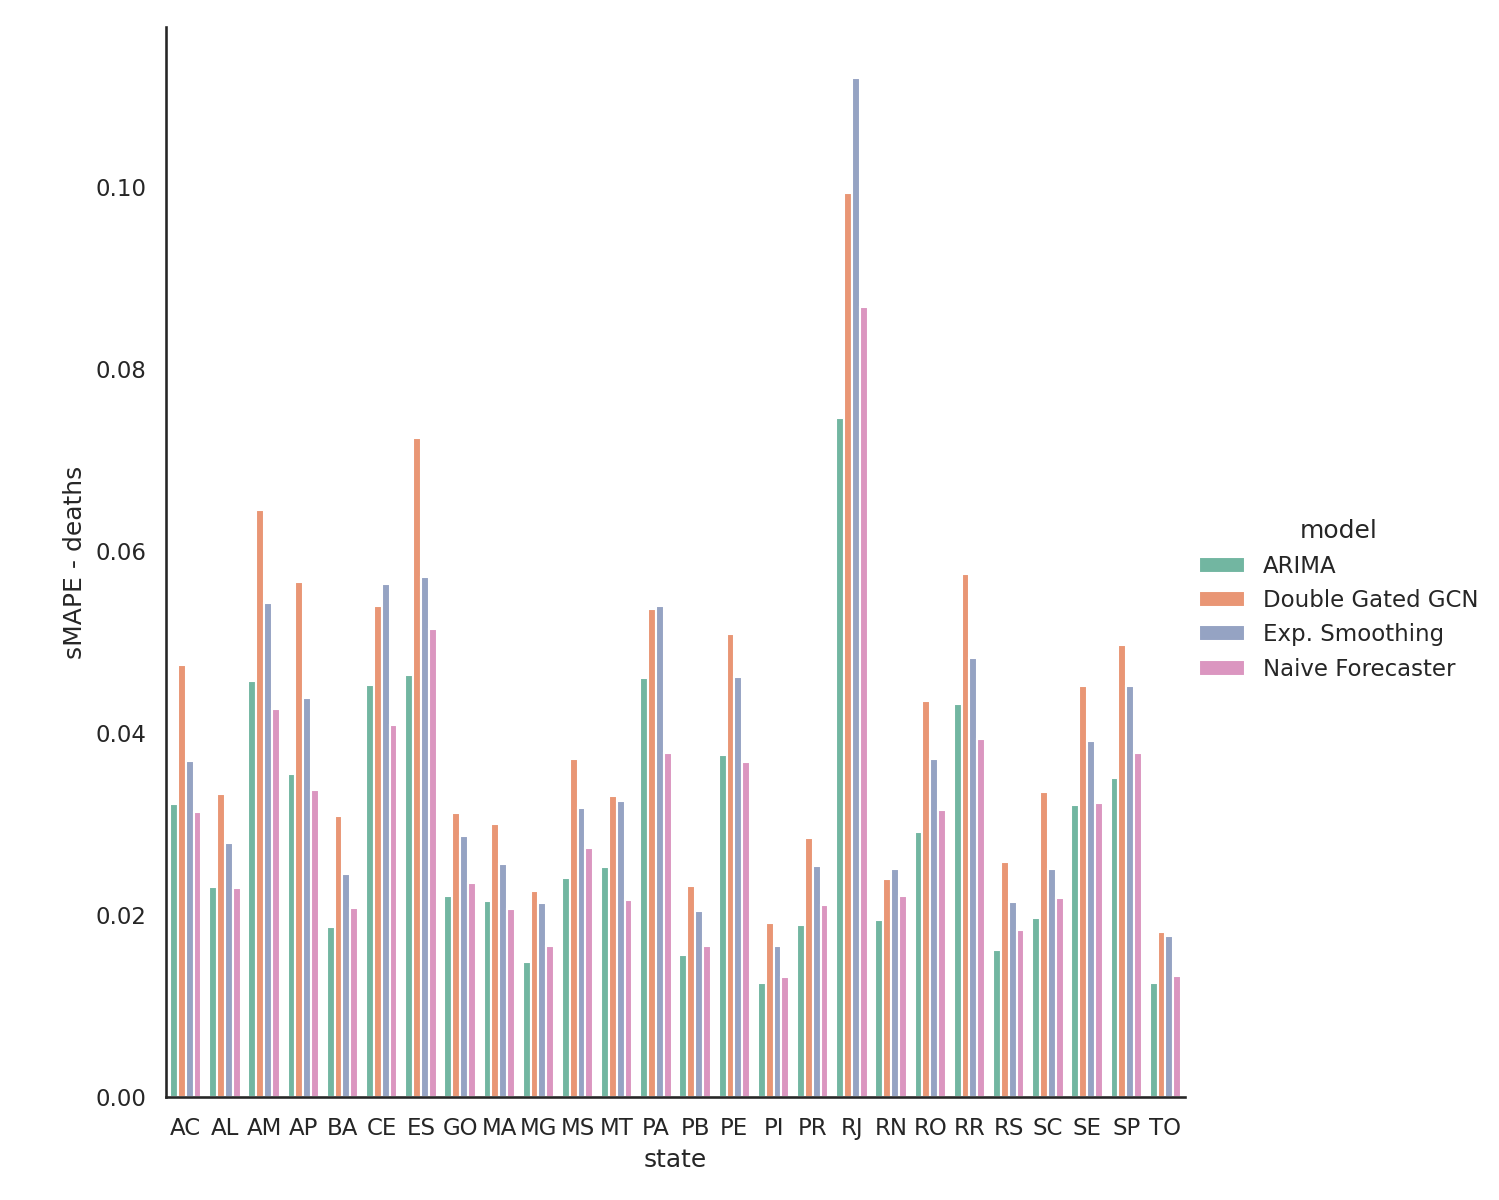 0.10
0.08
0.06
0.04
0.02
0.00
sMAPE - deaths
AC AL AM AP BA CE ES GO MA MG MS MT PA PB PE PI PR RJ RN RO RR RS SC SE SP TO
state
model
ARIMA
Double Gated GCN
Exp. Smoothing
Naive Forecaster